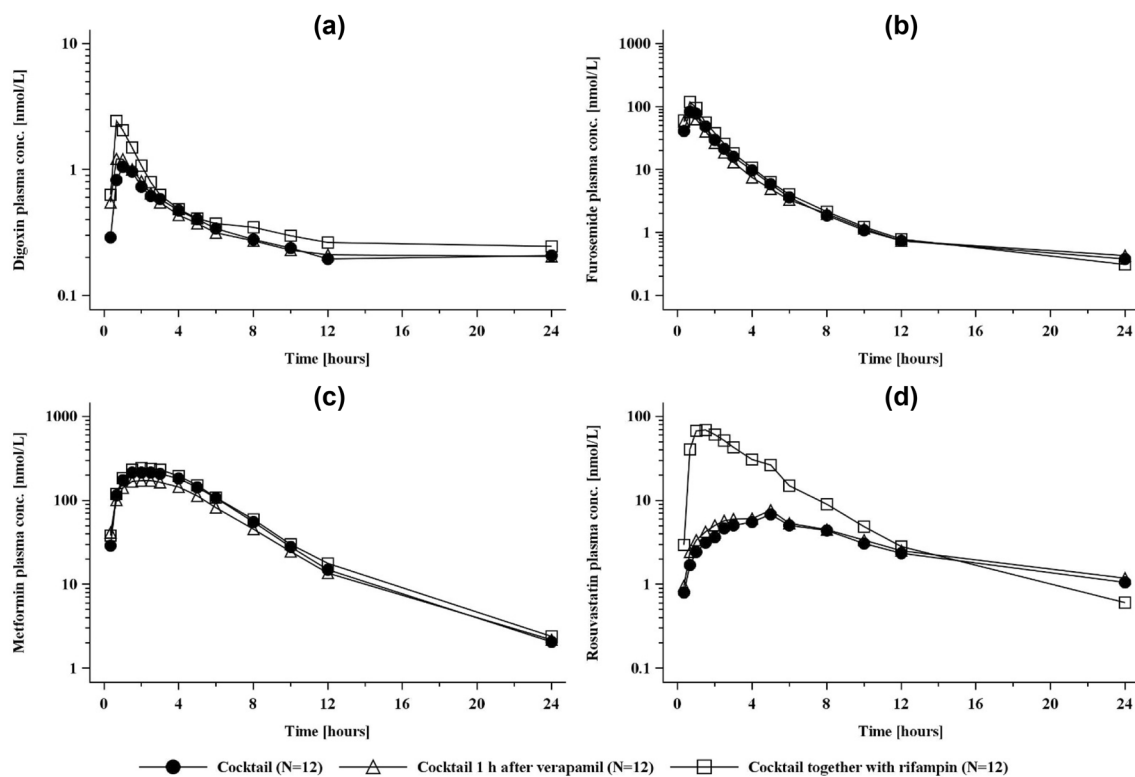 (a)
Digoxin plasma conc. [nmol/L]
10
1
0.1
0 4 8 12 16 20 24
Time [hours]
(b)
Furosemide plasma conc. [nmol/L]
1000
100
10
1
0.1
0 4 8 12 16 20 24
Time [hours]
(c)
Metformin plasma conc. [nmol/L]
1000
100
10
1
0 4 8 12 16 20 24
Time [hours]
(d)
Rosuvastatin plasma conc. [nmol/L]
100
10
1
0.1
0 4 8 12 16 20 24
Time [hours]
Cocktail (N=12) Cocktail 1 h after verapamil (N=12) Cocktail together with rifampin (N=12)